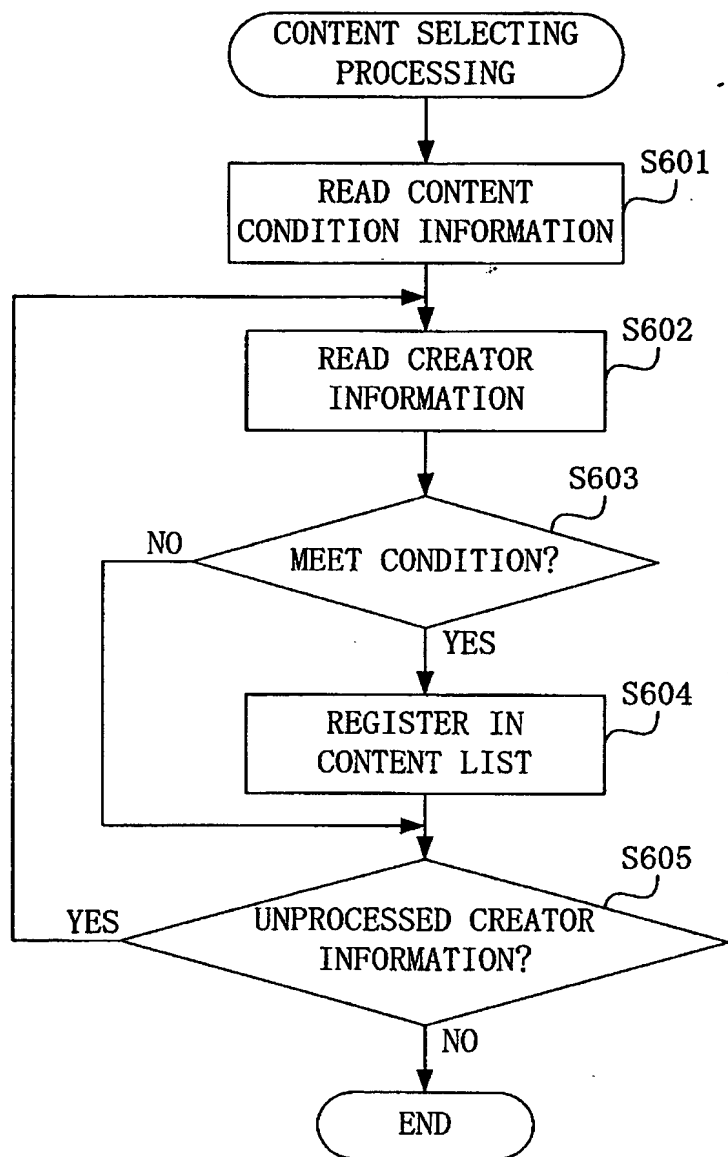 CONTENT SELECTING
PROCESSING
S601
READ CONTENT
CONDITION INFORMATION
S602
READ CREATOR
INFORMATION
S603
NO
MEET CONDITION?
YES
S604
REGISTER IN
CONTENT LIST
S605
YES
UNPROCESSED CREATOR
INFORMATION?
NO
END